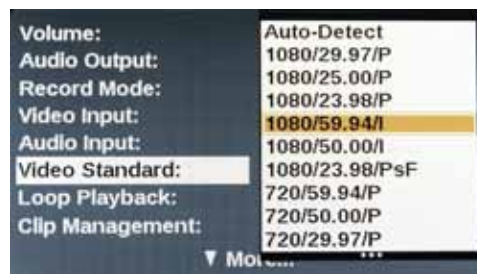 Volume:
Audio Output:
Record Mode:
Video Input:
Audio Input:
Video Standard:
Loop Playback:
Clip Management:
▼ Mo
Auto-Detect
1080/29.97/P
1080/25.00/P
1080/23.98/P
1080/59.94/I
1080/50.00/I
1080/23.98/PsF
720/59.94/P
720/50.00/P
720/29.97/P
...